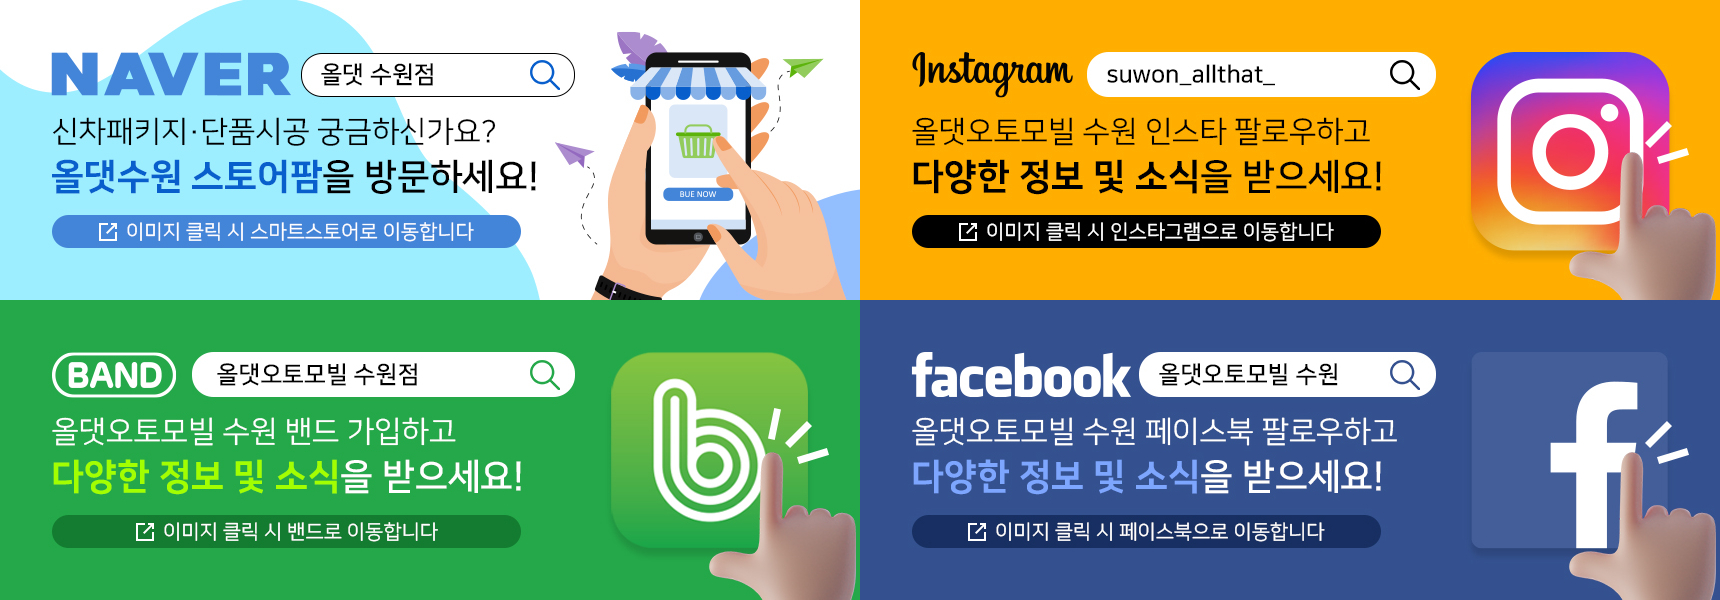 NAVER 올댓 수원점
신차패키지·단품시공 궁금하신가요?
올댓수원 스토어팜을 방문하세요!
이미지 클릭 시 스마트스토어로 이동합니다
BUE NOW
Instagram suwon_allthat_
올댓오토모빌 수원 인스타 팔로우하고
다양한 정보 및 소식을 받으세요!
이미지 클릭 시 인스타그램으로 이동합니다
BAND 올댓오토모빌 수원점
올댓오토모빌 수원 밴드 가입하고
다양한 정보 및 소식을 받으세요!
이미지 클릭 시 밴드로 이동합니다
facebook 올댓오토모빌 수원
올댓오토모빌 수원 페이스북 팔로우하고
다양한 정보 및 소식을 받으세요!
이미지 클릭 시 페이스북으로 이동합니다